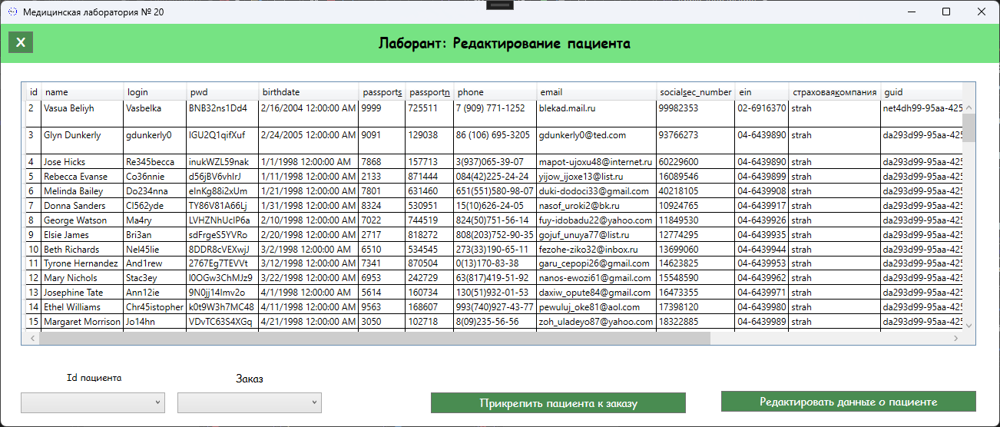 Медицинская лаборатория № 20
X
Лаборант: Редактирование пациента
id name login pwd birthdate passports passportn phone email socialsec_number ein страховаякомпания guid
2 Vasua Beliyh Vasbelka BNB32ns1Dd4 2/16/2004 12:00:00 AM 9999 725511 7 (909) 771-1252 blekad.mail.ru 99982353 02-6916370 strah net4dh99-95aa-425
3 Glyn Dunkerly gdunkerly0 IGU2Q1qifXuf 2/24/2005 12:00:00 AM 9091 129038 86 (106) 695-3205 gdunkerly0@ted.com 93766273 04-6439890 strah da293d99-95aa-425
4 Jose Hicks Re345becca inukWZL59nak 1/1/1998 12:00:00 AM 7868 157713 3(937)065-39-07 mapot-ujoxu48@internet.ru 60229600 04-6439890 strah da293d99-95aa-425
5 Rebecca Evanse Co36nnie d56jBV6vhIrJ 1/11/1998 12:00:00 AM 2133 871444 084(42)225-24-24 yijow_ijoxe13@list.ru 16089546 04-6439899 strah da293d99-95aa-425
6 Melinda Bailey Do234nna eInKg88i2xUm 1/21/1998 12:00:00 AM 7801 631460 651(551)580-98-07 duki-dodoci33@gmail.com 40218105 04-6439908 strah da293d99-95aa-425
7 Donna Sanders Cl562yde TY86V81A66Lj 1/31/1998 12:00:00 AM 8324 530951 15(10)626-24-05 nasof_uroki2@bk.ru 10924765 04-6439917 strah da293d99-95aa-425
8 George Watson Ma4ry LVHZNhUcIP6a 2/10/1998 12:00:00 AM 7022 744519 824(50)751-56-14 fuy-idobadu22@yahoo.com 11849530 04-6439926 strah da293d99-95aa-425
9 Elsie James Bri3an sdFrgeS5YVRo 2/20/1998 12:00:00 AM 2717 818272 808(203)752-90-35 gojuf_unuya77@list.ru 12774295 04-6439935 strah da293d99-95aa-425
10 Beth Richards Nel45lie 8DDR8cVEXwjJ 3/2/1998 12:00:00 AM 6510 534545 273(33)190-65-11 fezohe-ziko32@inbox.ru 13699060 04-6439944 strah da293d99-95aa-425
11 Tyrone Hernandez And1rew 2767Eg7TEVVt 3/12/1998 12:00:00 AM 7341 870504 0(13)170-83-38 garu_cepopi26@gmail.com 14623825 04-6439953 strah da293d99-95aa-425
12 Mary Nichols Stac3ey l0OGw3ChMJz9 3/22/1998 12:00:00 AM 6953 242729 63(817)419-51-92 nanos-ewozi61@gmail.com 15548590 04-6439962 strah da293d99-95aa-425
13 Josephine Tate Ann12ie 9N0jj14Imv2o 4/1/1998 12:00:00 AM 5614 160734 130(51)932-01-53 daxiw_opute84@gmail.com 16473355 04-6439971 strah da293d99-95aa-425
14 Ethel Williams Chr45istopher k0t9W3h7MC48 4/11/1998 12:00:00 AM 9563 168607 993(740)927-43-77 pewuluj_oke81@aol.com 17398120 04-6439980 strah da293d99-95aa-425
15 Margaret Morrison Jo14hn VDvTC63S4XGq 4/21/1998 12:00:00 AM 3050 102718 8(09)235-56-56 zoh_uladeyo87@yahoo.com 18322885 04-6439989 strah da293d99-95aa-425
Id пациента Заказ
Прикрепить пациента к заказу Редактировать данные о пациенте